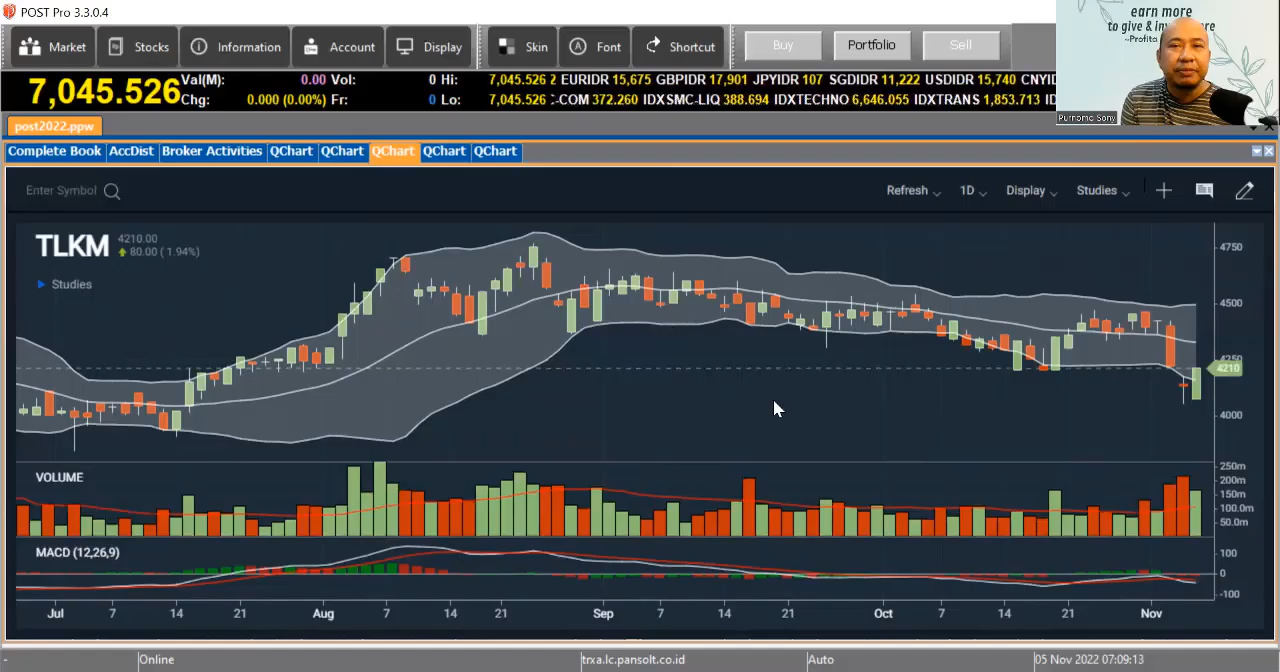 POST Pro 3.3.0.4
earn more
to give & in re
~Profita
Market Stocks Information Account Display Skin Font Shortcut Buy Portfolio Sell
7,045.526 Val(M): 0.00 Vol: 0 Hi: 7,045.526 2 EURIDR 15,675 GBPIDR 17,901 JPYIDR 107 SGDIDR 11,222 USDIDR 15,740 CNYID
Chg: 0.000 (0.00%) Fr: 0 Lo: 7,045.526 :-COM 372.260 IDXSMC-LIQ 388.694 IDXTECHNO 6,646.055 IDXTRANS 1,853.713 IDX
Purnomo Sony
post2022.ppw
Complete Book AccDist Broker Activities QChart QChart QChart QChart QChart
Enter Symbol Refresh 1D Display Studies
TLKM 4210.00
80.00 ( 1.94%)
Studies
4750
4500
4250
4210
4000
VOLUME
250m
200m
150m
100.0m
50.0m
MACD (12,26,9)
100
0
-100
Jul 7 14 21 Aug 7 14 21 Sep 7 14 21 Oct 7 14 21 Nov
- Online trxa.lc.pansolt.co.id Auto 05 Nov 2022 07:09:13